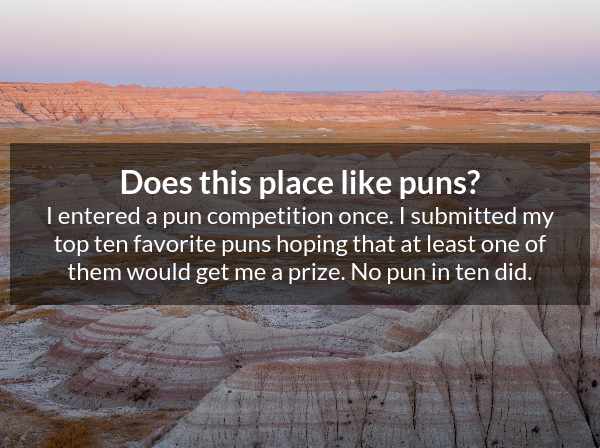 Does this place like puns?
I entered a pun competition once. I submitted my
top ten favorite puns hoping that at least one of
them would get me a prize. No pun in ten did.